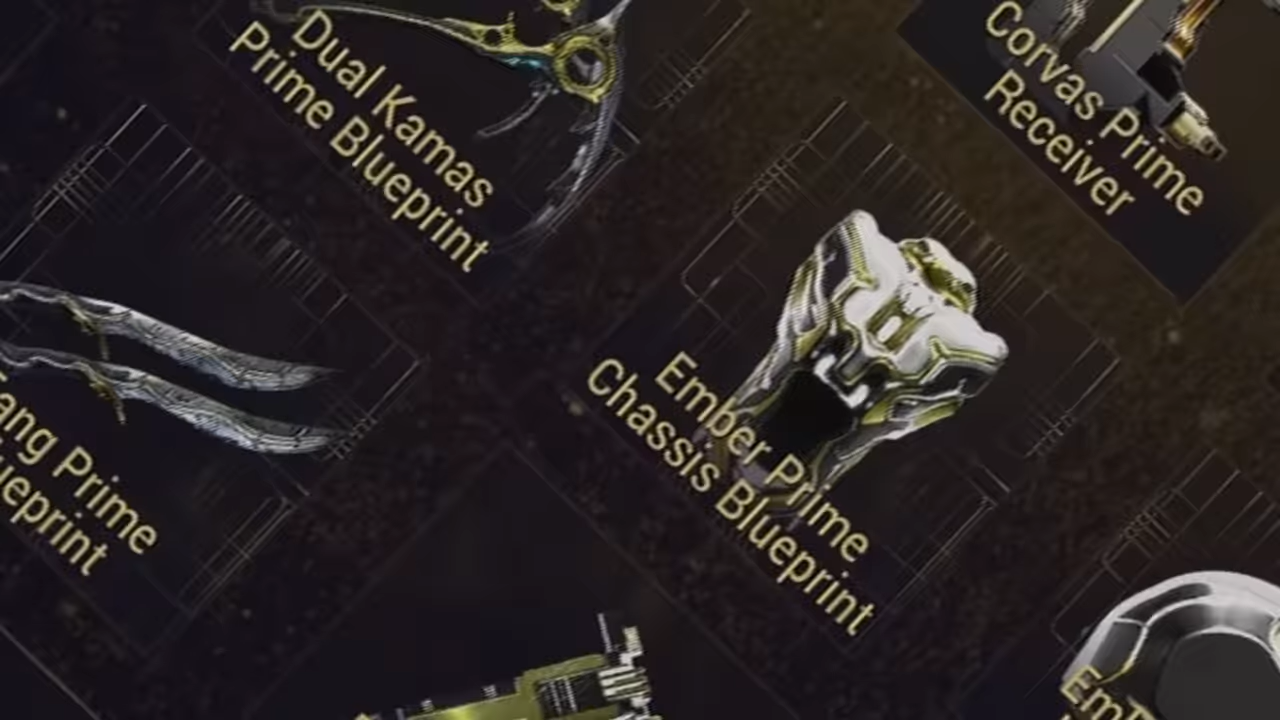 Dual Kamas
Prime Blueprint
Corvas Prime
Receiver
Ember Prime
Chassis Blueprint
Prime